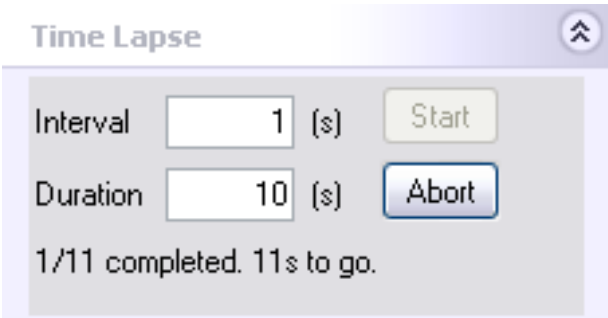 Time Lapse
Interval 1 (s) Start
Duration 10 (s) Abort
1/11 completed. 11s to go.